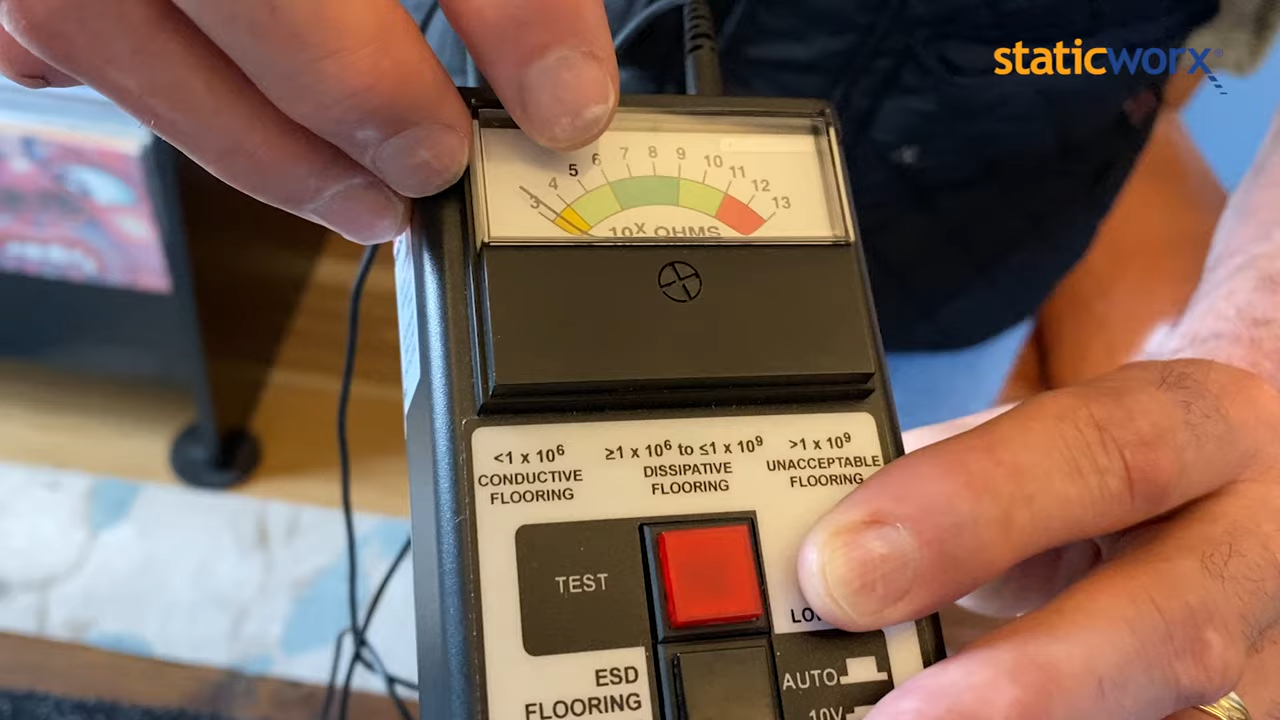 staticworx®
3 4 5 6 7 8 9 10 11 12 13
10ˣ OHMS
<1 x 10⁶
CONDUCTIVE
FLOORING
≥1 x 10⁶ to ≤1 x 10⁹
DISSIPATIVE
FLOORING
>1 x 10⁹
UNACCEPTABLE
FLOORING
TEST
ESD
FLOORING
AUTO
10V